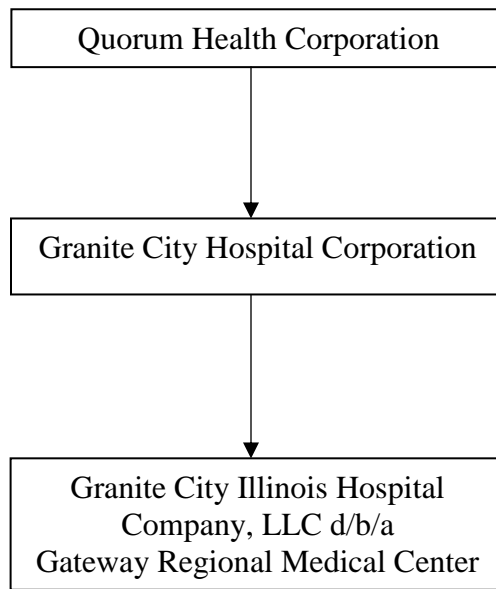 Quorum Health Corporation
Granite City Hospital Corporation
Granite City Illinois Hospital
Company, LLC d/b/a
Gateway Regional Medical Center